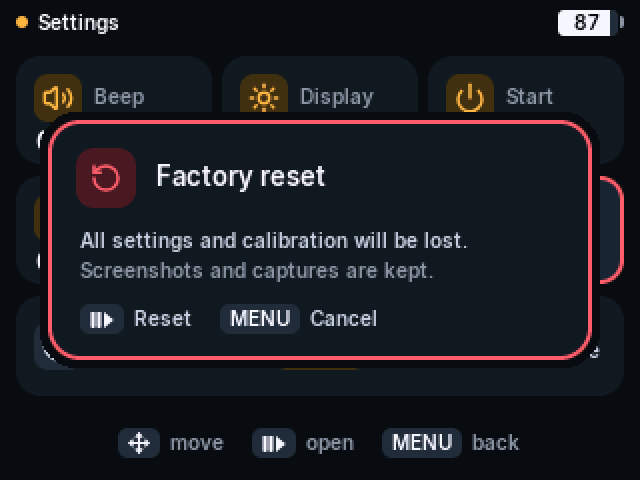 Settings
87
Beep
Display
Start
Factory reset
All settings and calibration will be lost.
Screenshots and captures are kept.
Reset
MENU Cancel
move
open
MENU back